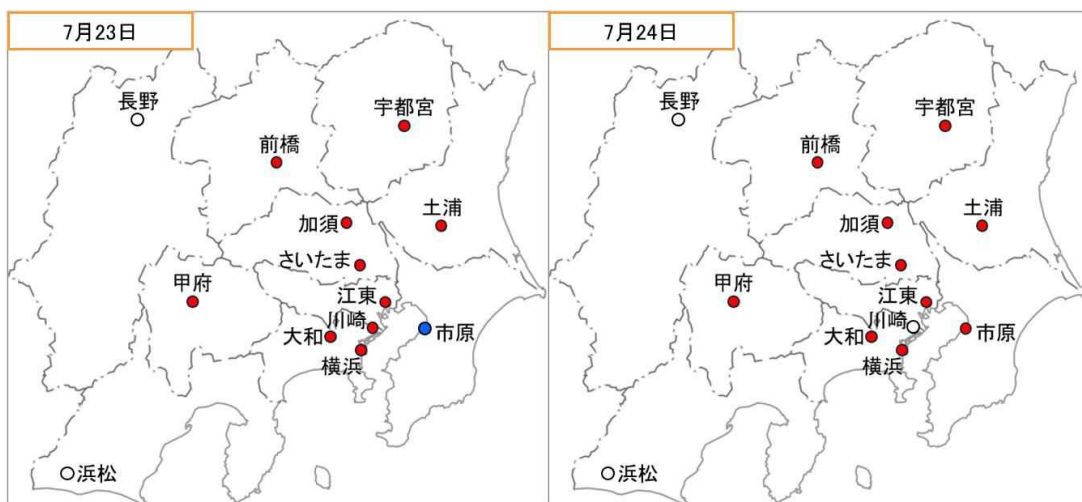 7月23日
長野
宇都宮
前橋
土浦
加須
さいたま
甲府
江東
川崎
大和
市原
横浜
浜松
7月24日
長野
宇都宮
前橋
土浦
加須
さいたま
甲府
江東
川崎
大和
市原
横浜
浜松